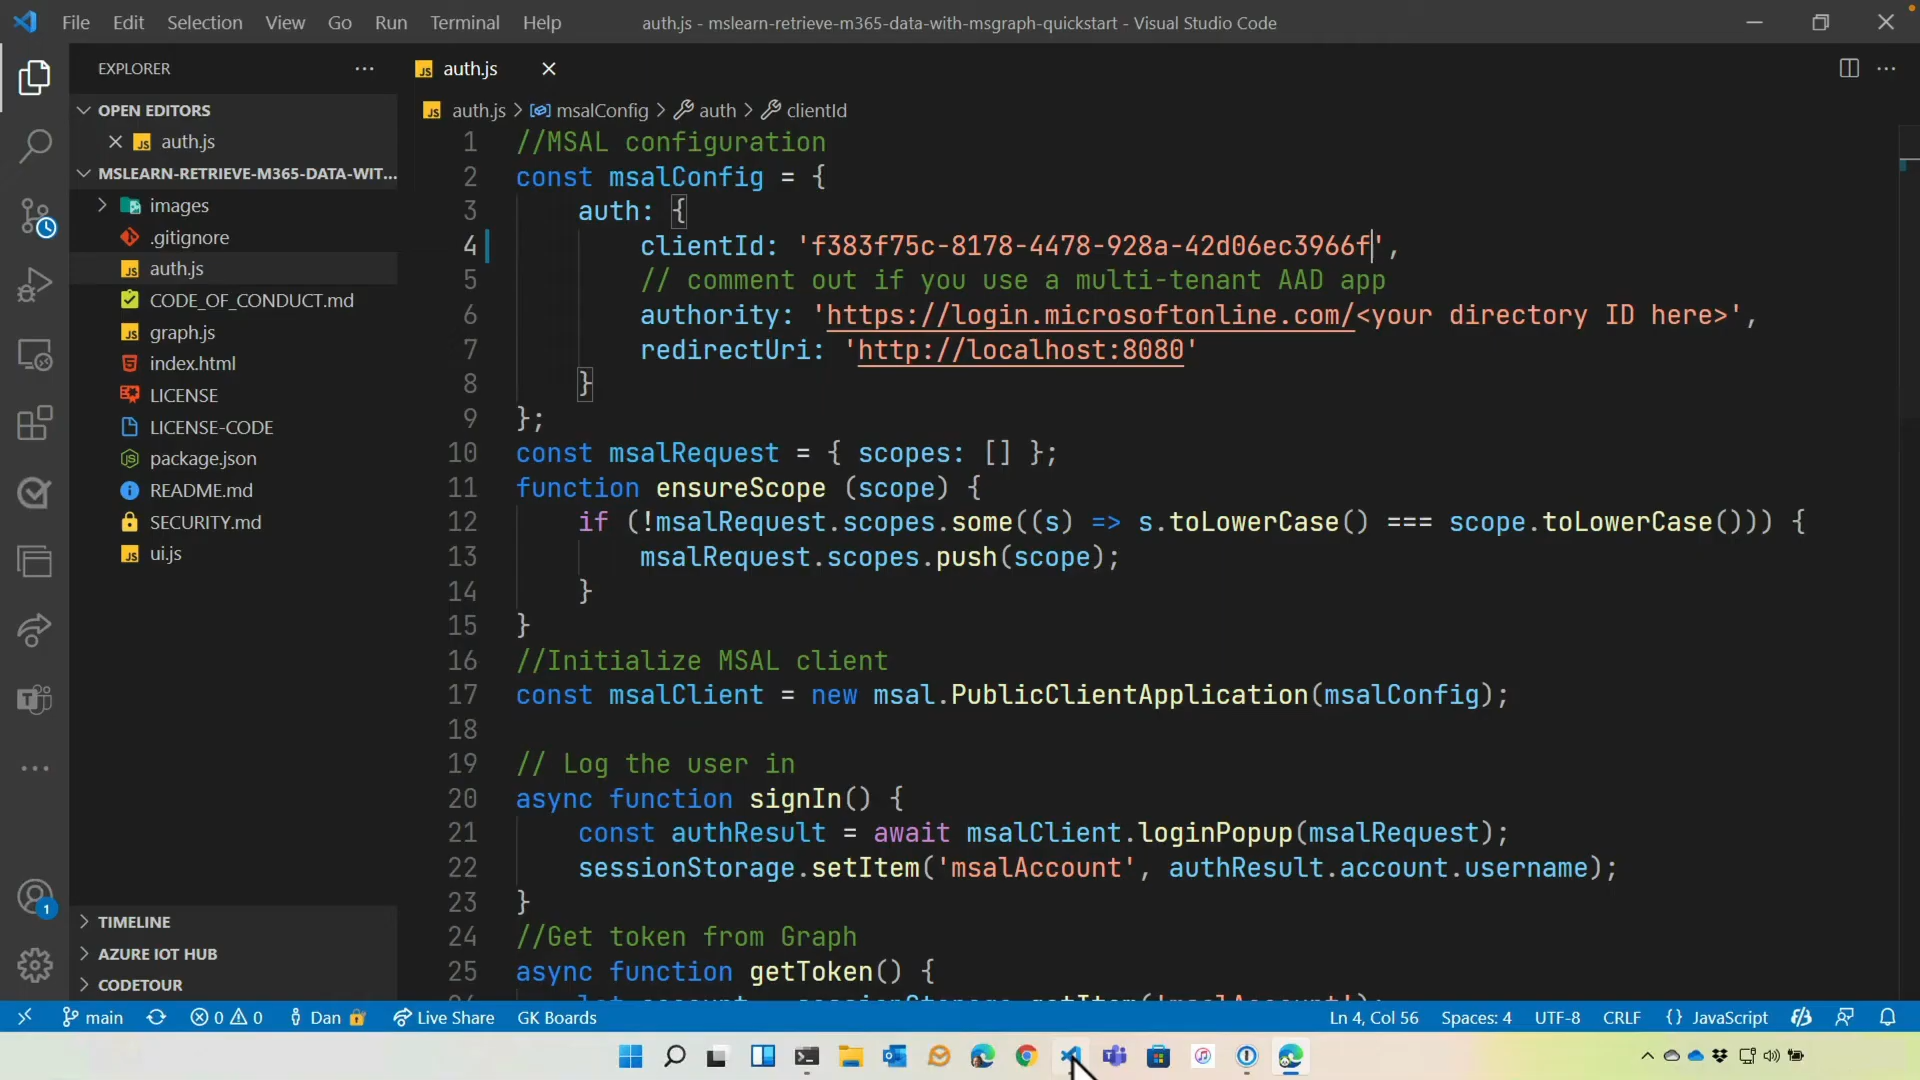 File Edit Selection View Go Run Terminal Help
auth.js - mslearn-retrieve-m365-data-with-msgraph-quickstart - Visual Studio Code
EXPLORER
OPEN EDITORS
auth.js
MSLEARN-RETRIEVE-M365-DATA-WIT...
images
.gitignore
auth.js
CODE_OF_CONDUCT.md
graph.js
index.html
LICENSE
LICENSE-CODE
package.json
README.md
SECURITY.md
ui.js
TIMELINE
AZURE IOT HUB
CODETOUR
1
auth.js
auth.js > msalConfig > auth > clientId
1 //MSAL configuration
2 const msalConfig = {
3 auth: {
4 clientId: 'f383f75c-8178-4478-928a-42d06ec3966f',
5 // comment out if you use a multi-tenant AAD app
6 authority: 'https://login.microsoftonline.com/<your directory ID here>',
7 redirectUri: 'http://localhost:8080'
8 }
9 };
10 const msalRequest = { scopes: [] };
11 function ensureScope (scope) {
12 if (!msalRequest.scopes.some((s) => s.toLowerCase() === scope.toLowerCase())) {
13 msalRequest.scopes.push(scope);
14 }
15 }
16 //Initialize MSAL client
17 const msalClient = new msal.PublicClientApplication(msalConfig);
18
19 // Log the user in
20 async function signIn() {
21 const authResult = await msalClient.loginPopup(msalRequest);
22 sessionStorage.setItem('msalAccount', authResult.account.username);
23 }
24 //Get token from Graph
25 async function getToken() {
main 0 0 Dan Live Share GK Boards Ln 4, Col 56 Spaces: 4 UTF-8 CRLF {} JavaScript